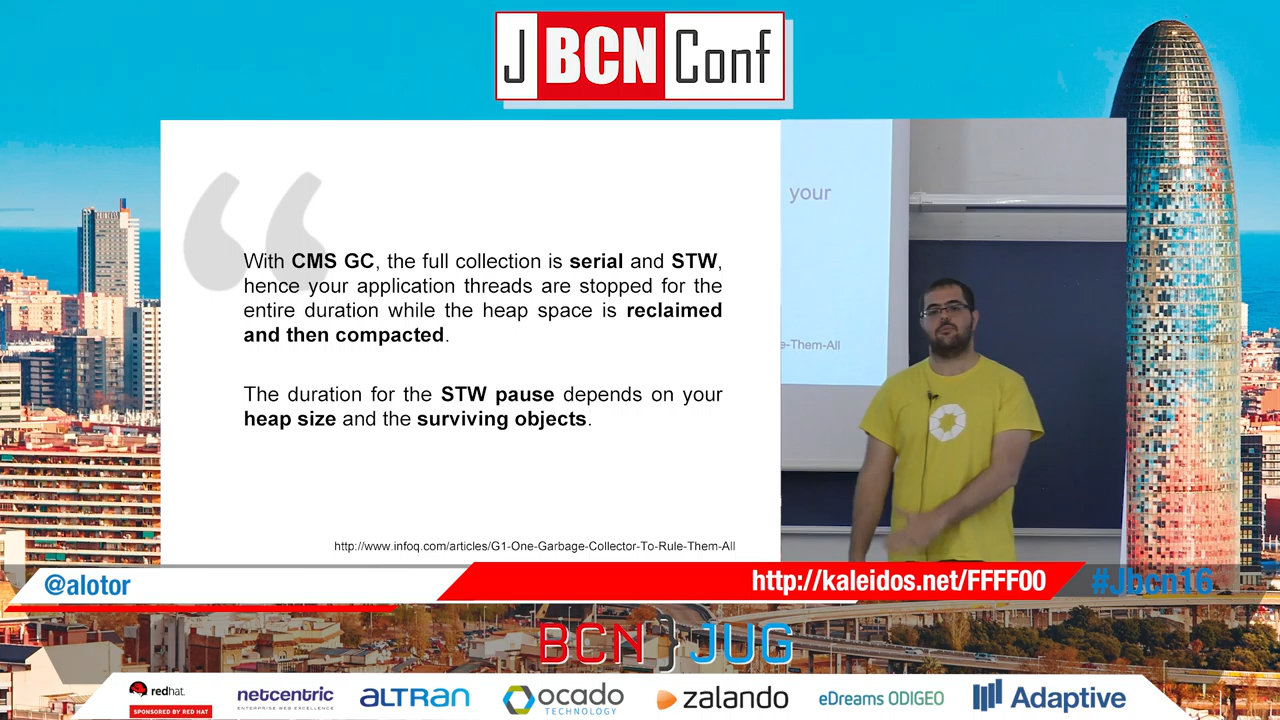 J BCN Conf
your
With CMS GC, the full collection is serial and STW,
hence your application threads are stopped for the
entire duration while the heap space is reclaimed
and then compacted.
e-Them-All
The duration for the STW pause depends on your
heap size and the surviving objects.
http://www.infoq.com/articles/G1-One-Garbage-Collector-To-Rule-Them-All
@alotor
http://kaleidos.net/FFFF00
#Jbcn16
BCN JUG
redhat.
SPONSORED BY RED HAT
netcentric
ENTERPRISE WEB EXCELLENCE
ALTRAN
ocado
TECHNOLOGY
zalando
eDreams ODIGEO
Adaptive